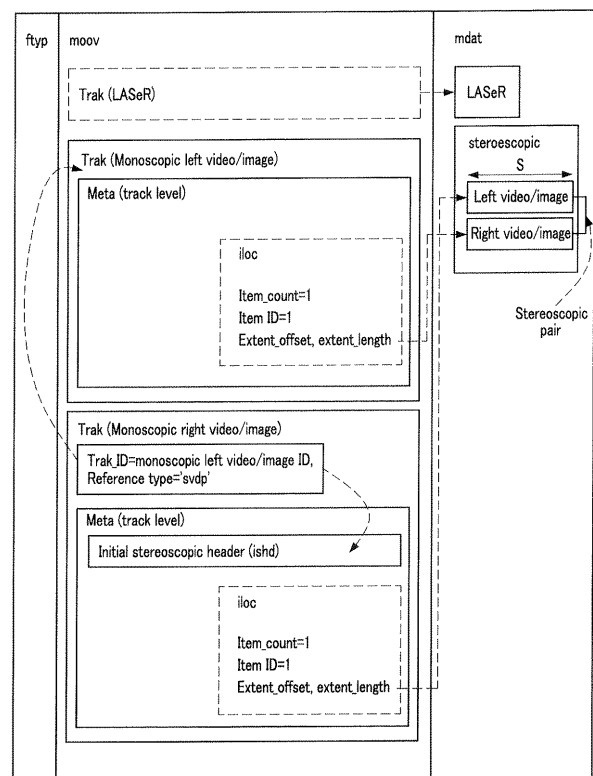 ftyp
moov
mdat
Trak (LASeR)
LASeR
steroescopic
S
Left video/image
Right video/image
Stereoscopic
pair
Trak (Monoscopic left video/image)
Meta (track level)
iloc
Item_count=1
Item ID=1
Extent_offset, extent_length
Trak (Monoscopic right video/image)
Trak_ID=monoscopic left video/image ID,
Reference type='svdp'
Meta (track level)
Initial stereoscopic header (ishd)
iloc
Item_count=1
Item ID=1
Extent_offset, extent_length